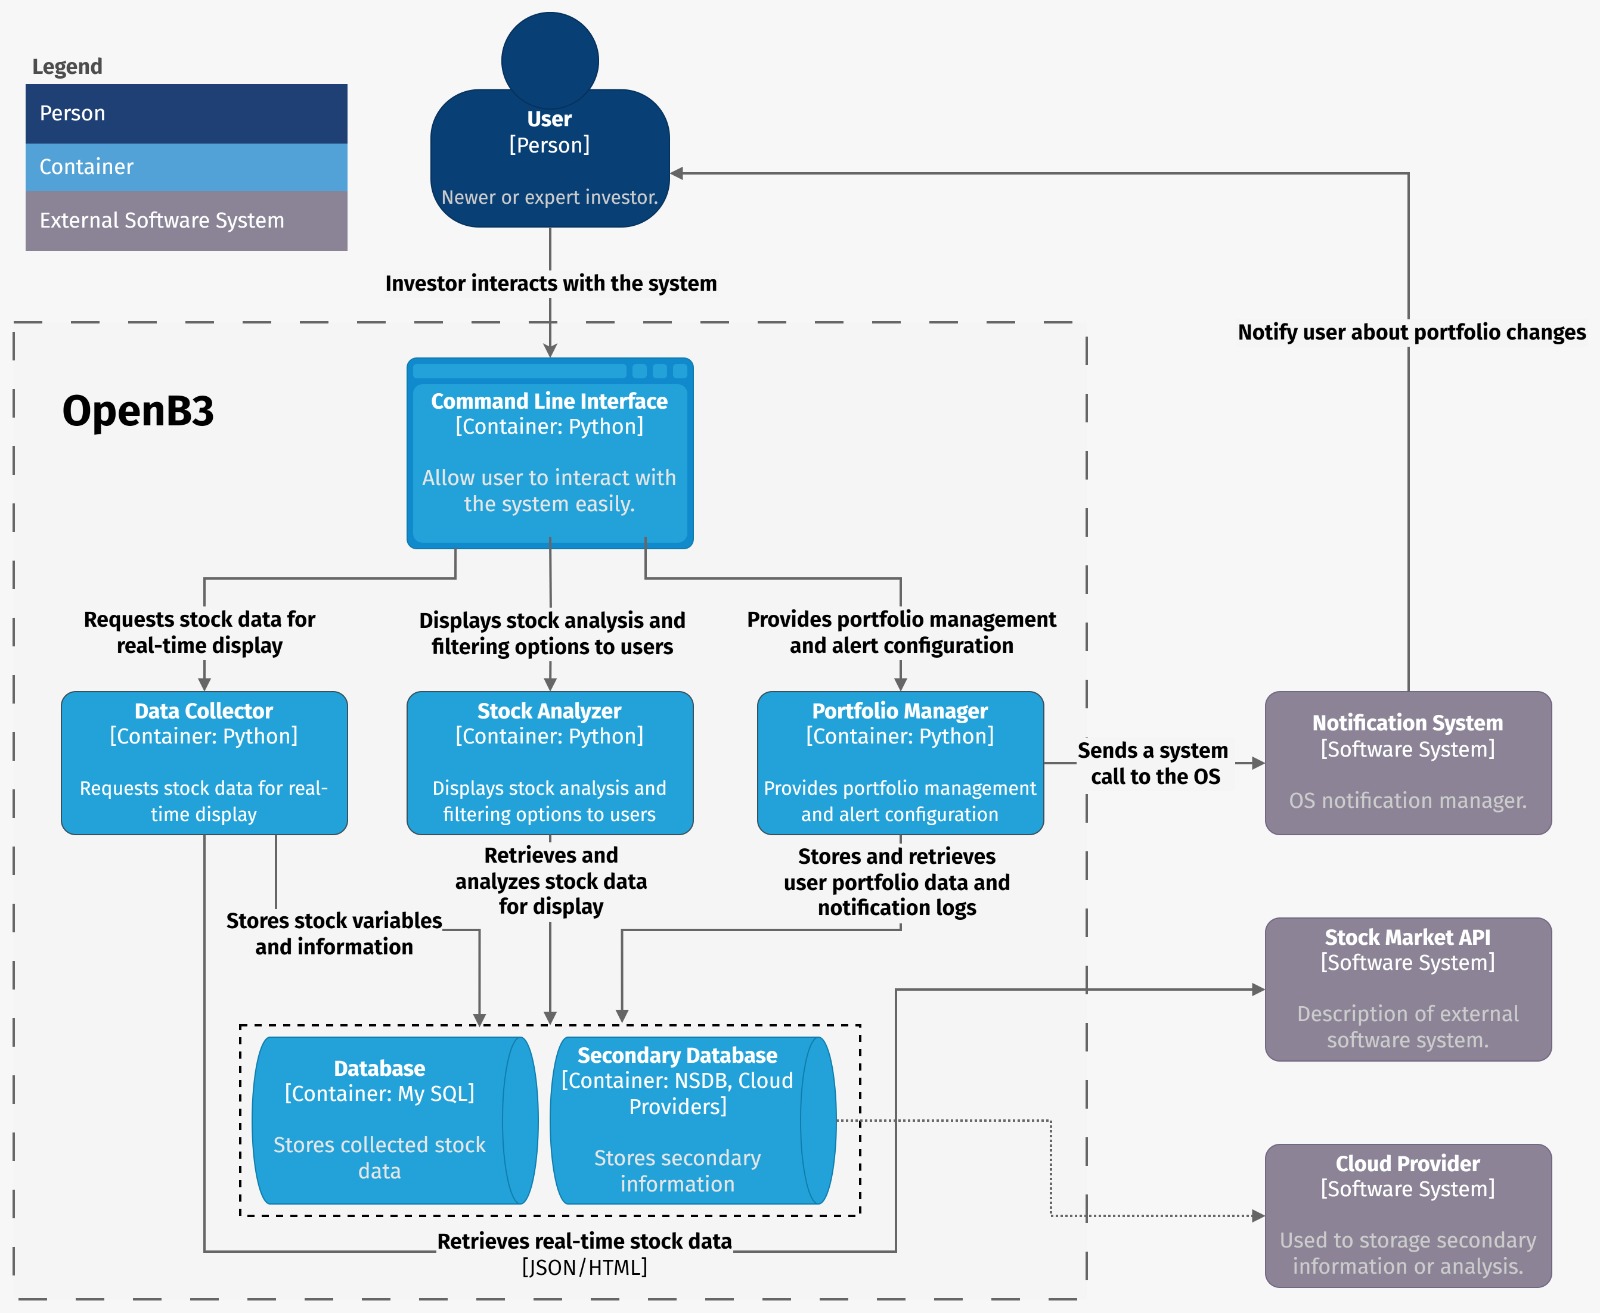 Legend
Person
Container
External Software System
User
[Person]
Newer or expert investor.
Investor interacts with the system
Notify user about portfolio changes
OpenB3
Command Line Interface
[Container: Python]
Allow user to interact with
the system easily.
Requests stock data for
real-time display
Displays stock analysis and
filtering options to users
Provides portfolio management
and alert configuration
Data Collector
[Container: Python]
Requests stock data for real-
time display
Stock Analyzer
[Container: Python]
Displays stock analysis and
filtering options to users
Portfolio Manager
[Container: Python]
Provides portfolio management
and alert configuration
Sends a system
call to the OS
Notification System
[Software System]
OS notification manager.
Stores stock variables
and information
Retrieves and
analyzes stock data
for display
Stores and retrieves
user portfolio data and
notification logs
Stock Market API
[Software System]
Description of external
software system.
Database
[Container: My SQL]
Stores collected stock
data
Secondary Database
[Container: NSDB, Cloud
Providers]
Stores secondary
information
Cloud Provider
[Software System]
Used to storage secondary
information or analysis.
Retrieves real-time stock data
[JSON/HTML]